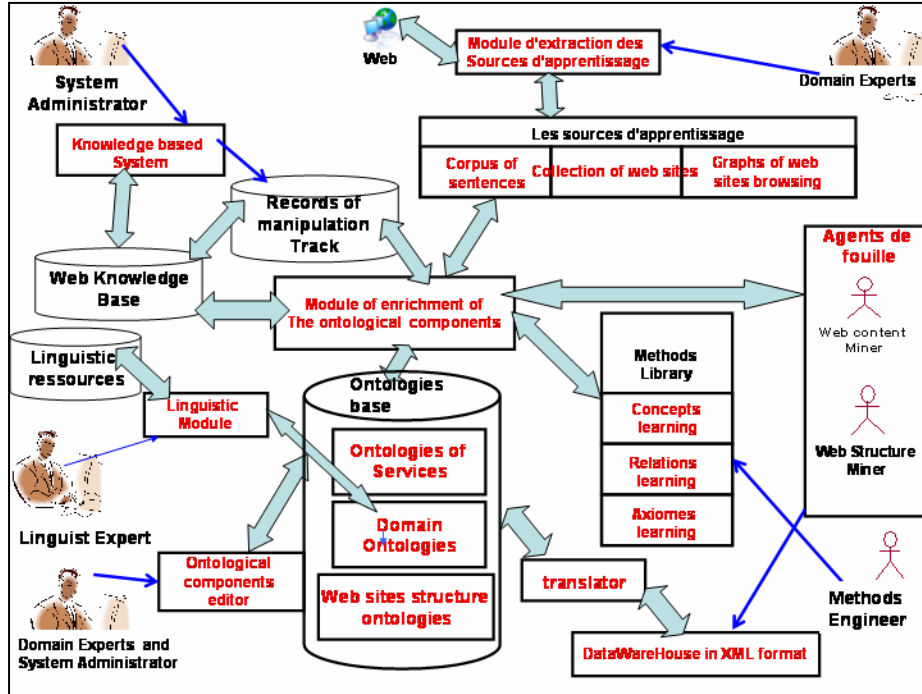 Web
Module d'extraction des
Sources d'apprentissage
Domain Experts
System
Administrator
Knowledge based
System
Les sources d'apprentissage
Corpus of
sentences
Collection of web sites
Graphs of web
sites browsing
Records of
manipulation
Track
Web Knowledge
Base
Module of enrichment of
The ontological components
Agents de
fouille
Web content
Miner
Web Structure
Miner
Linguistic
ressources
Linguistic
Module
Linguist Expert
Ontologies
base
Ontologies of
Services
Domain
Ontologies
Web sites structure
ontologies
Methods
Library
Concepts
learning
Relations
learning
Axiomes
learning
Ontological
components
editor
Domain Experts and
System Administrator
translator
DataWareHouse in XML format
Methods
Engineer